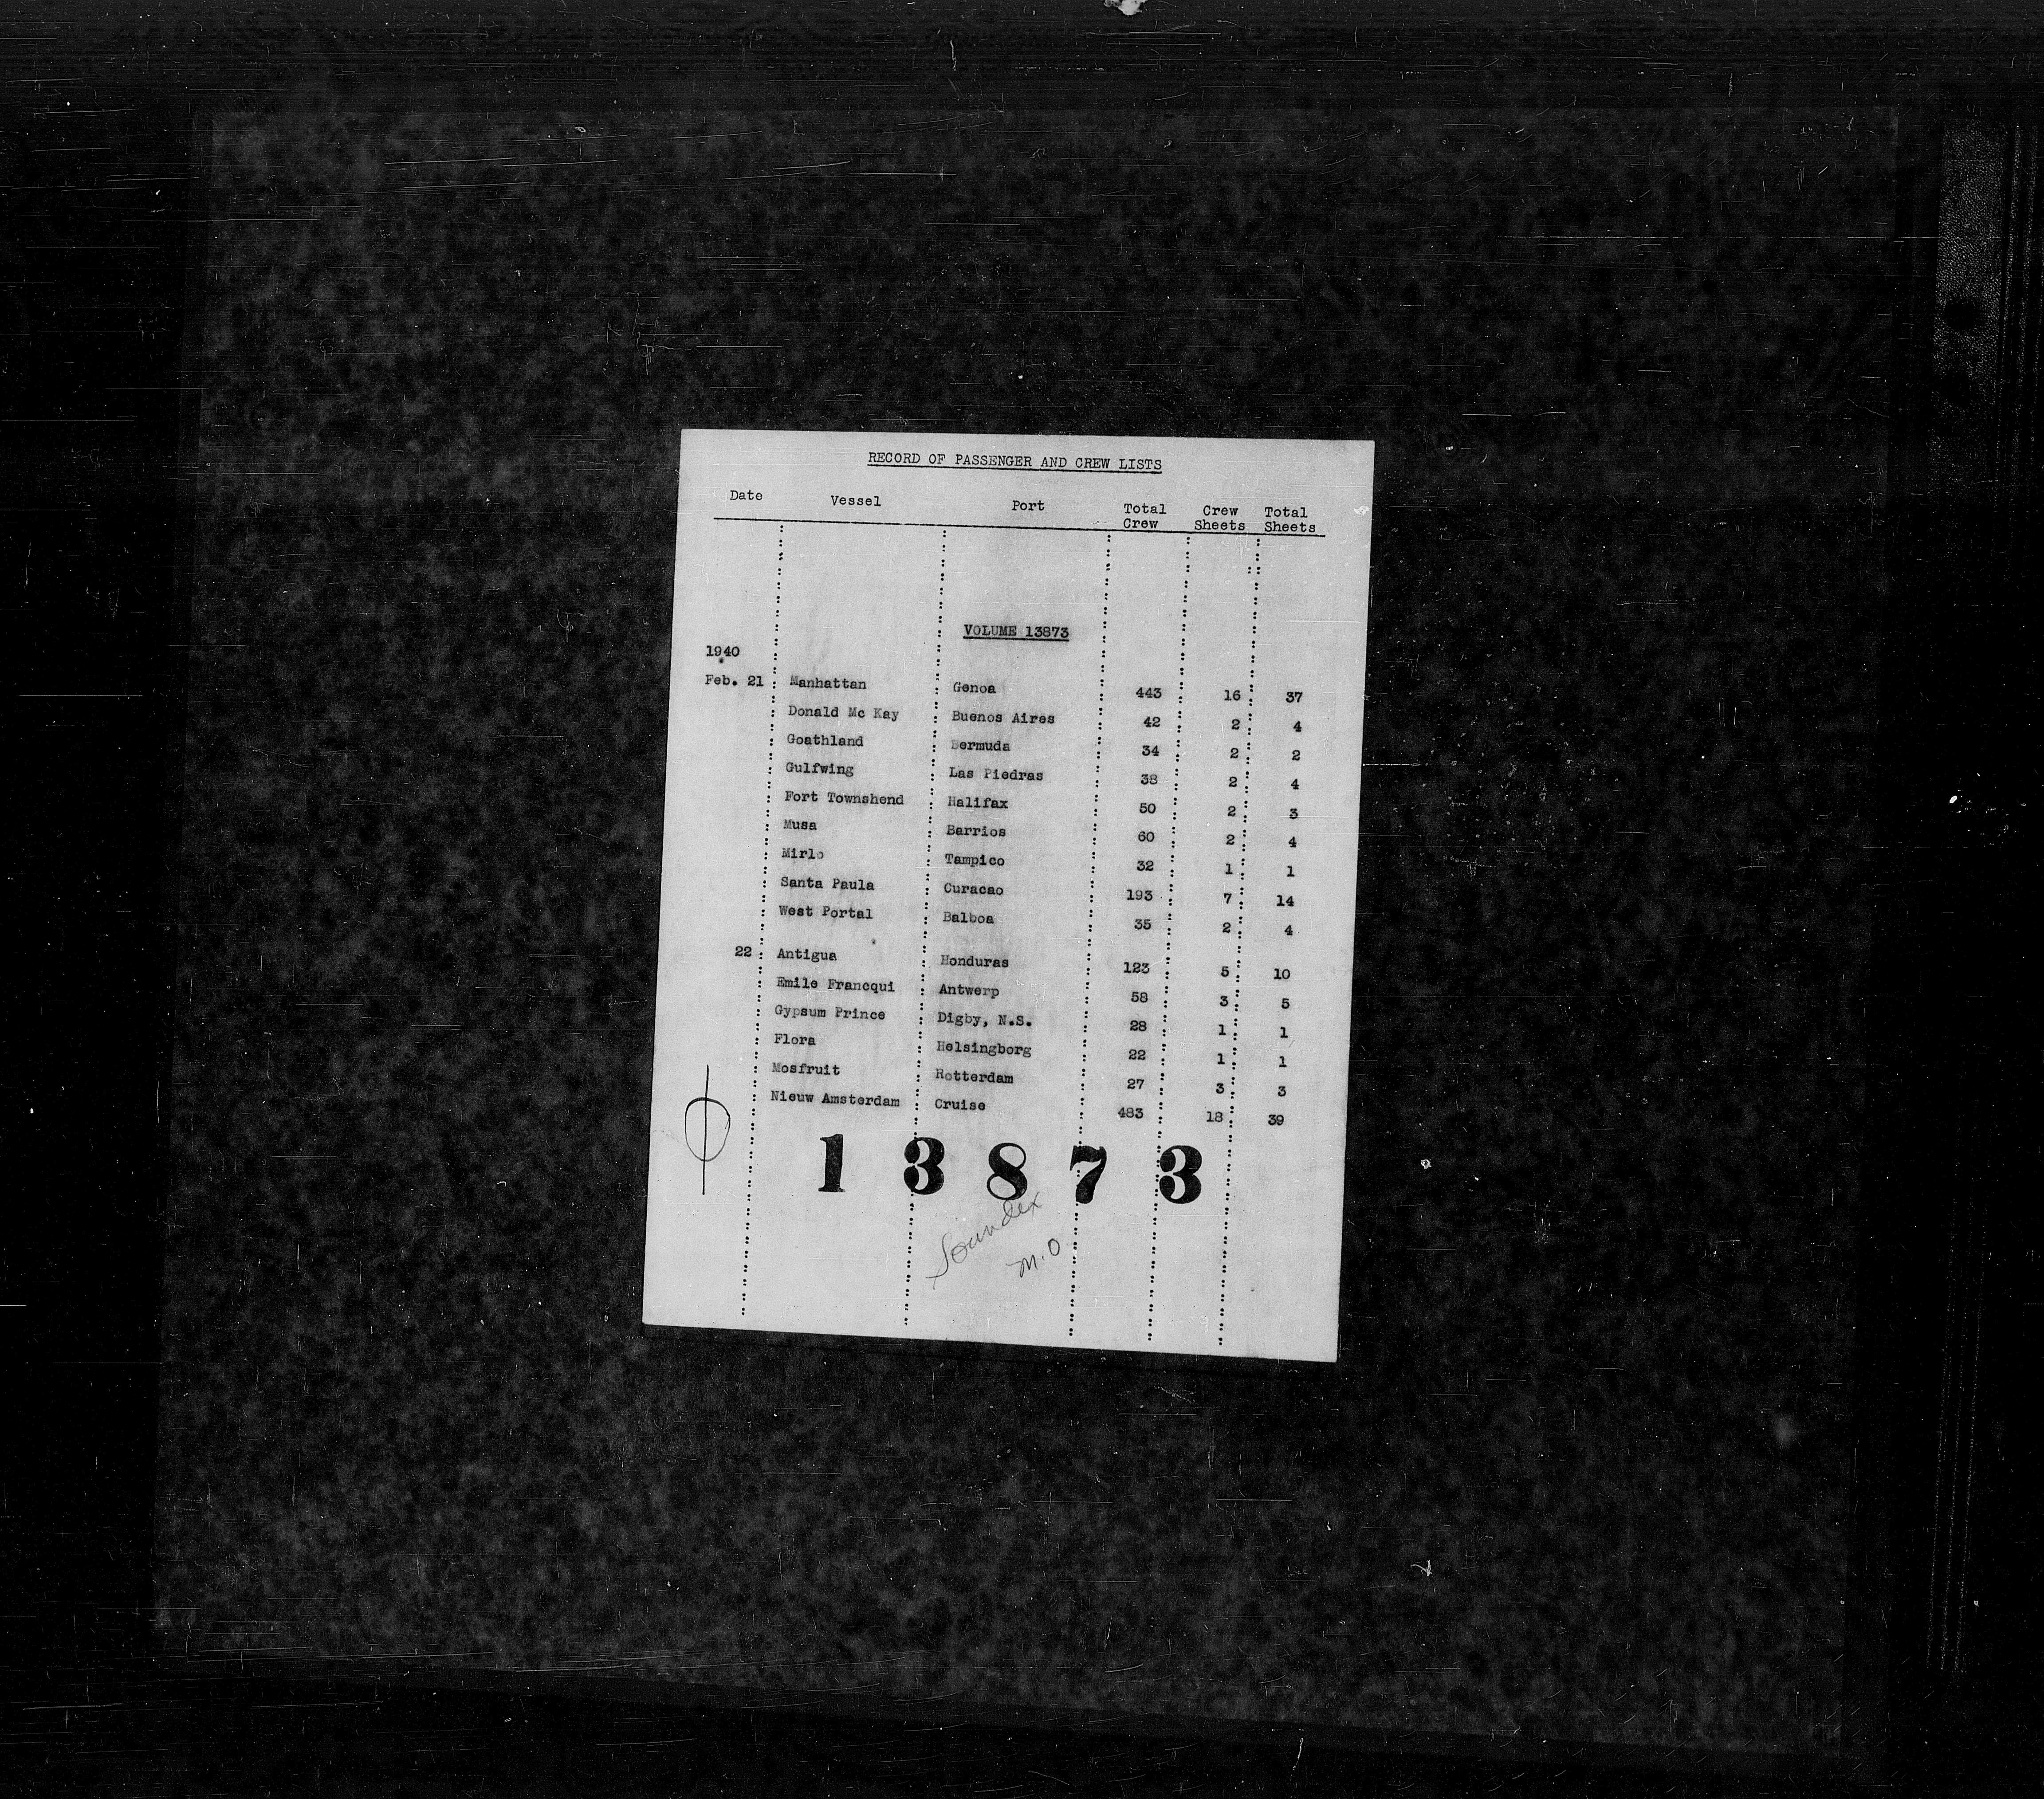 RECORD OF PASSENGER AND CREW LISTS
Date Vessel Port Total Crew Crew Sheets Total Sheets
VOLUME 13873
1940
Feb. 21 Manhattan Genoa 443 16 37
Donald Mc Kay Buenos Aires 42 2 4
Goathland Bermuda 34 2 2
Gulfwing Las Piedras 38 2 4
Fort Townshend Halifax 50 2 3
Musa Barrios 60 2 4
Mirlo Tampico 32 1 1
Santa Paula Curacao 193 7 14
West Portal Balboa 35 2 4
22 Antigua Honduras 123 5 10
Emile Francqui Antwerp 58 3 5
Gypsum Prince Digby, N.S. 28 1 1
Flora Helsingborg 22 1 1
Mosfruit Rotterdam 27 3 3
Nieuw Amsterdam Cruise 483 18 39
13873
Soundex
M.O